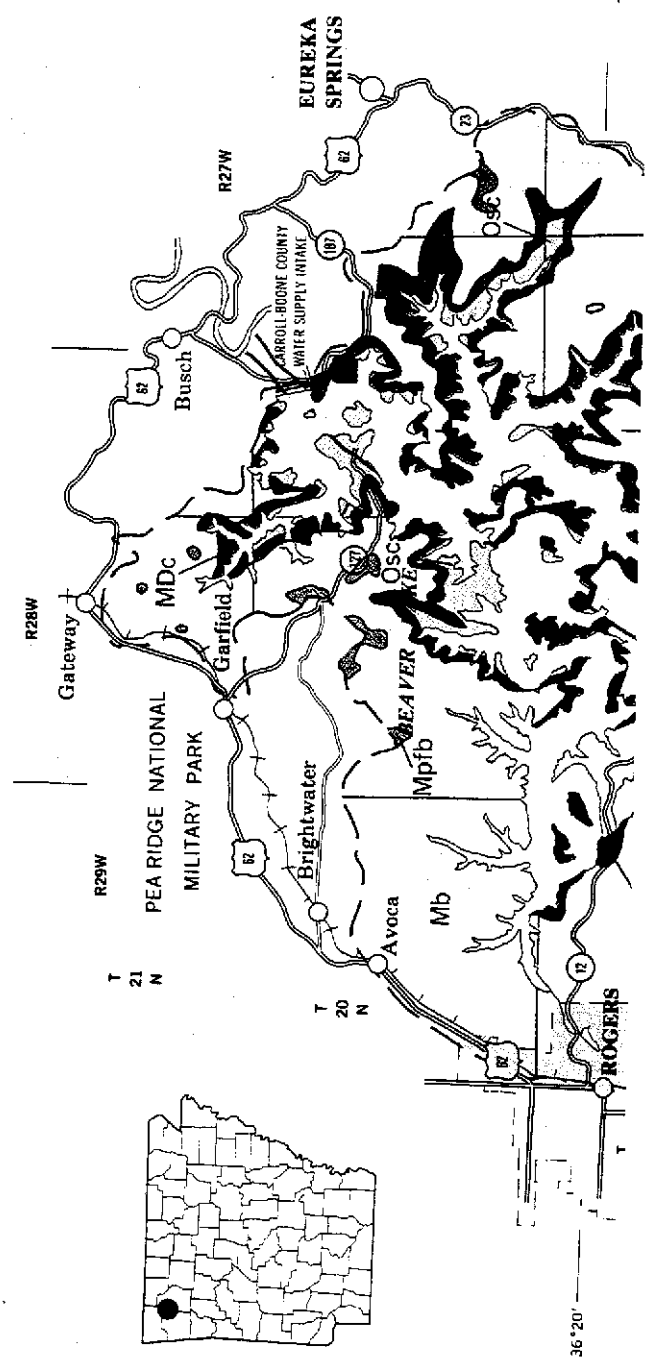 R29W
R28W
R27W
T
21
N
PEA RIDGE NATIONAL
MILITARY PARK
Gateway
62
Busch
62
EUREKA
SPRINGS
23
187
CARROLL-BOONE COUNTY
WATER SUPPLY INTAKE
MDc
Garfield
62
Brightwater
127
Osc
Osc
T
20
N
Avoca
BEAVER
Mpfb
Mb
62
12
ROGERS
T
36°20'